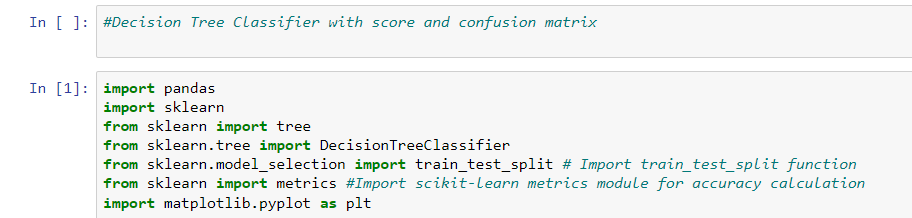 In [ ]: #Decision Tree Classifier with score and confusion matrix
In [1]: import pandas
import sklearn
from sklearn import tree
from sklearn.tree import DecisionTreeClassifier
from sklearn.model_selection import train_test_split # Import train_test_split function
from sklearn import metrics #Import scikit-learn metrics module for accuracy calculation
import matplotlib.pyplot as plt